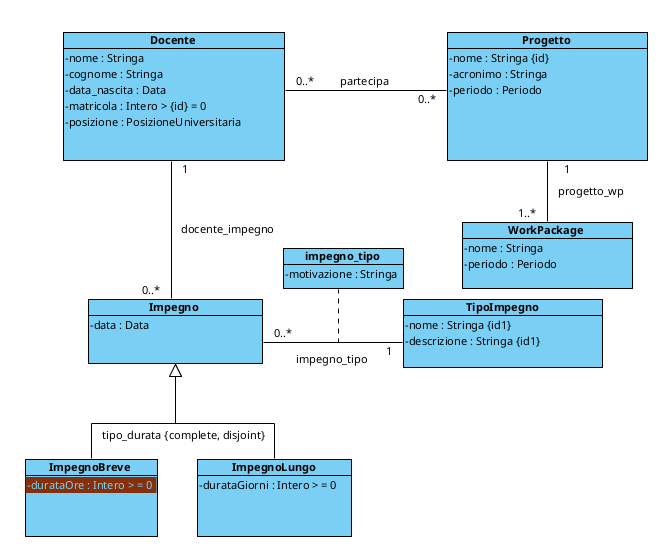 Docente
-nome : Stringa
-cognome : Stringa
-data_nascita : Data
-matricola : Intero > {id} = 0
-posizione : PosizioneUniversitaria
0..*
partecipa
0..*
Progetto
-nome : Stringa {id}
-acronimo : Stringa
-periodo : Periodo
1
docente_impegno
0..*
1
progetto_wp
1..*
WorkPackage
-nome : Stringa
-periodo : Periodo
impegno_tipo
-motivazione : Stringa
Impegno
-data : Data
0..*
impegno_tipo
1
TipoImpegno
-nome : Stringa {id1}
-descrizione : Stringa {id1}
tipo_durata {complete, disjoint}
ImpegnoBreve
-durataOre : Intero > = 0
ImpegnoLungo
-durataGiorni : Intero > = 0